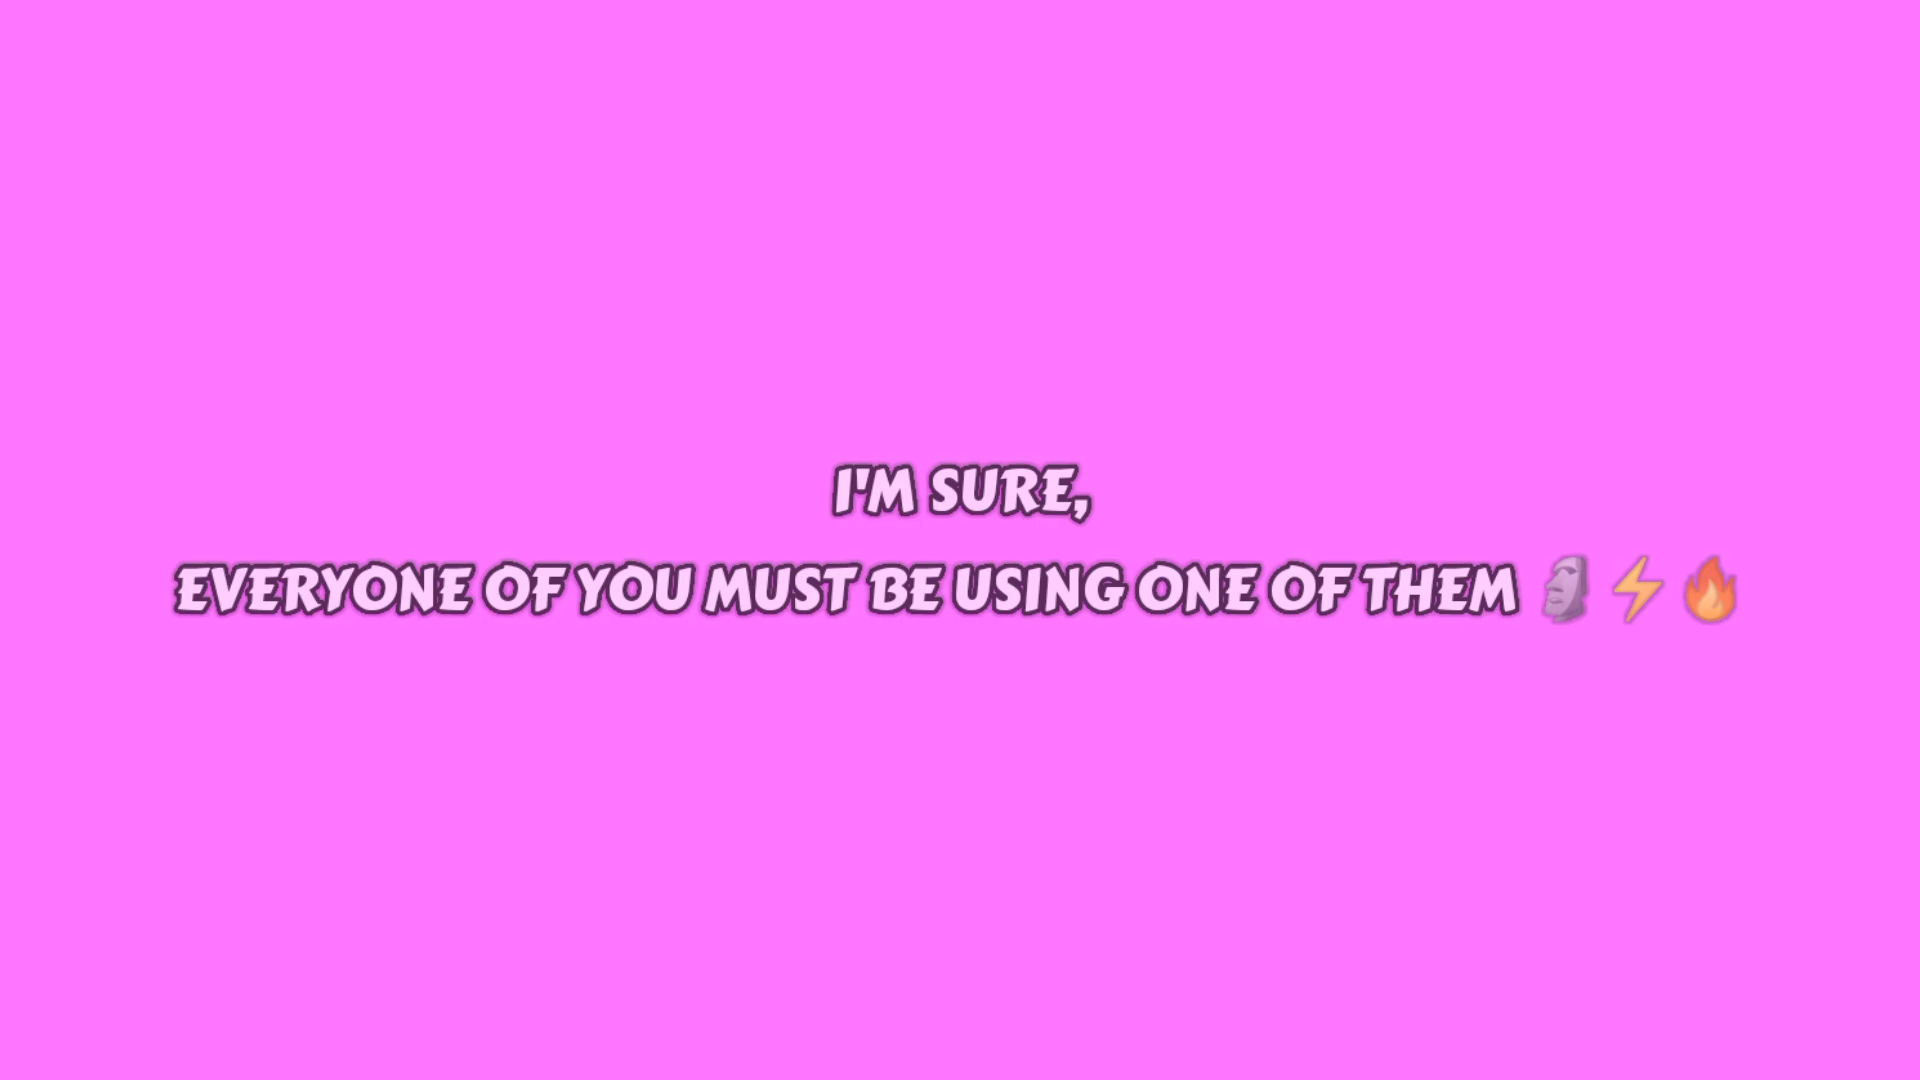 I'M SURE,
EVERYONE OF YOU MUST BE USING ONE OF THEM 🗿⚡🔥